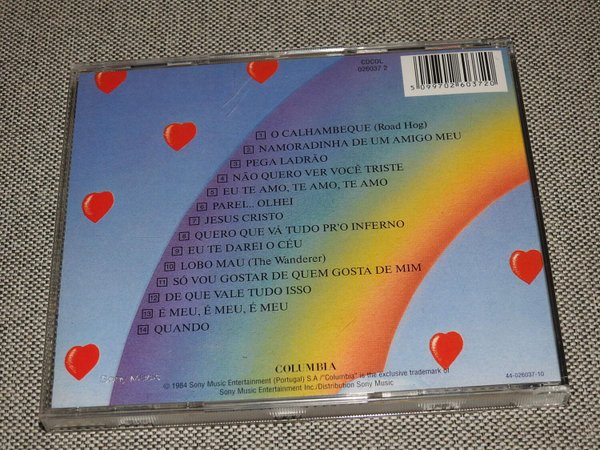 CDCOL
026037 2
5 099702 603720
1 O CALHAMBEQUE (Road Hog)
2 NAMORADINHA DE UM AMIGO MEU
3 PEGA LADRÃO
4 NÃO QUERO VER VOCÊ TRISTE
5 EU TE AMO, TE AMO, TE AMO
6 PAREI... OLHEI
7 JESUS CRISTO
8 QUERO QUE VÁ TUDO PR'O INFERNO
9 EU TE DAREI O CÉU
10 LOBO MAU (The Wanderer)
11 SÓ VOU GOSTAR DE QUEM GOSTA DE MIM
12 DE QUE VALE TUDO ISSO
13 É MEU, É MEU, É MEU
14 QUANDO
COLUMBIA
Sony Music
© 1984 Sony Music Entertainment (Portugal) S.A./"Columbia" is the exclusive trademark of
Sony Music Entertainment Inc./Distribution Sony Music
44-026037-10